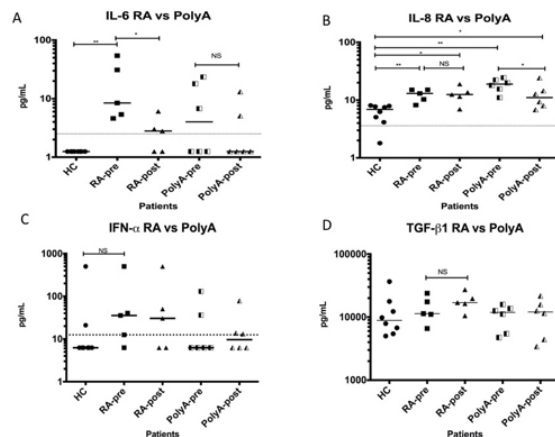 A
IL-6 RA vs PolyA
100
10
1
pg/mL
**
*
NS
HC
RA-pre
RA-post
PolyA-pre
PolyA-post
Patients
B
IL-8 RA vs PolyA
100
10
1
pg/mL
*
**
*
**
NS
*
HC
RA-pre
RA-post
PolyA-pre
PolyA-post
Patients
C
IFN-α RA vs PolyA
1000
100
10
1
pg/mL
NS
HC
RA-pre
RA-post
PolyA-pre
PolyA-post
Patients
D
TGF-β1 RA vs PolyA
100000
10000
1000
pg/mL
NS
HC
RA-pre
RA-post
PolyA-pre
PolyA-post
Patients